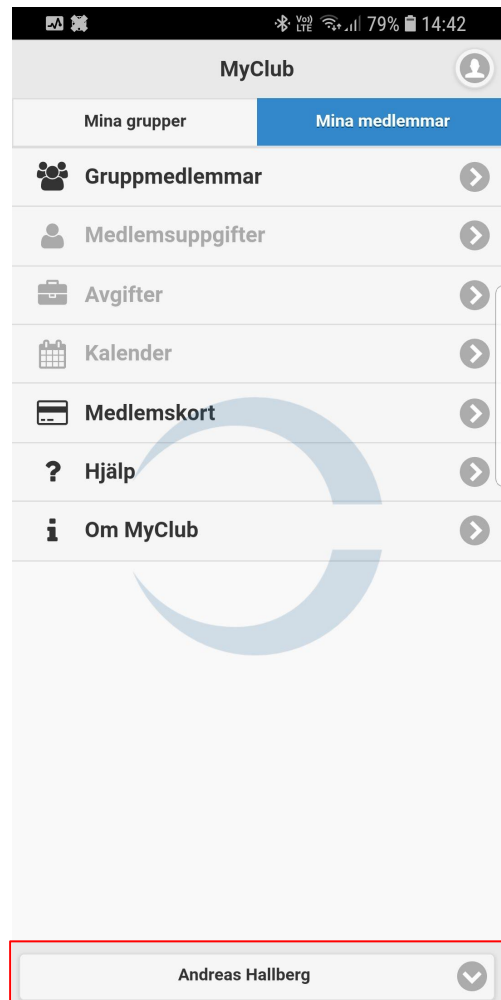 79% 14:42
MyClub
Mina grupper Mina medlemmar
Gruppmedlemmar
Medlemsuppgifter
Avgifter
Kalender
Medlemskort
? Hjälp
i Om MyClub
Andreas Hallberg